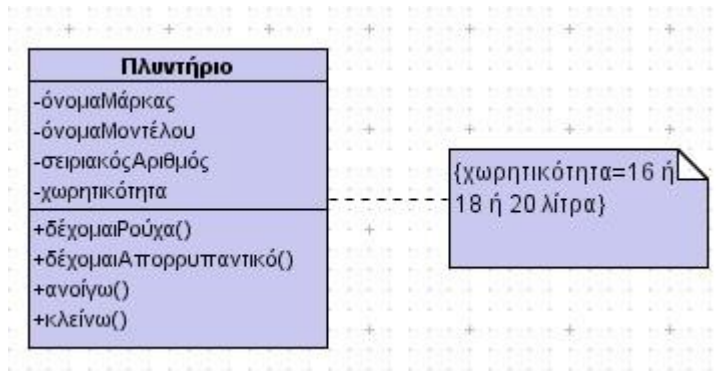 Πλυντήριο
-όνομαΜάρκας
-όνομαΜοντέλου
-σειριακόςΑριθμός
-χωρητικότητα
+δέχομαιΡούχα()
+δέχομαιΑπορρυπαντικό()
+ανοίγω()
+κλείνω()
{χωρητικότητα=16 ή
18 ή 20 λίτρα}